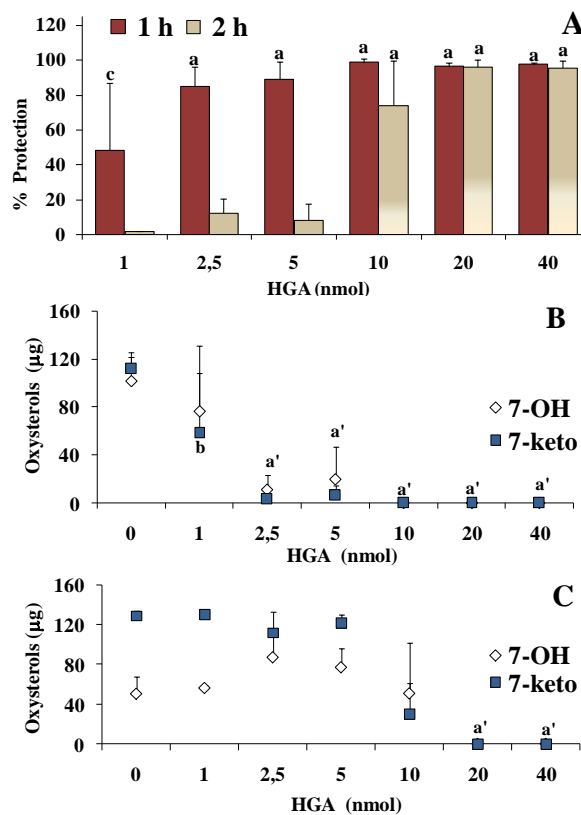 120
1 h 2 h
A
a a a a a a a a
c
100
80
60
40
20
0
% Protection
1 2,5 5 10 20 40
HGA (nmol)
160
B
120
80
40
0
Oxysterols (µg)
b
a' a' a' a' a'
7-OH
7-keto
0 1 2,5 5 10 20 40
HGA (nmol)
160
C
120
80
40
0
Oxysterols (µg)
7-OH
7-keto
a' a'
0 1 2,5 5 10 20 40
HGA (nmol)